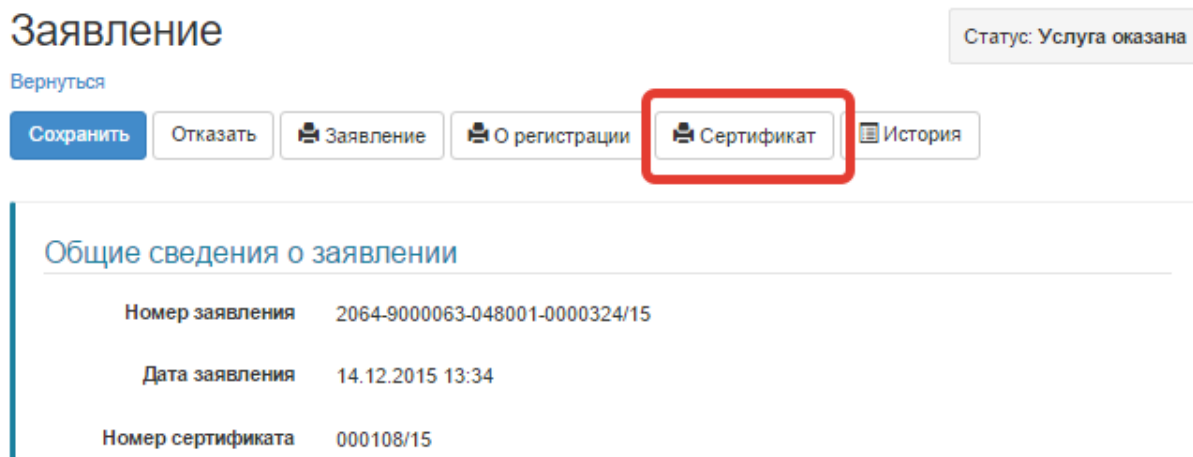 Заявление
Статус: Услуга оказана
Вернуться
Сохранить Отказать Заявление О регистрации Сертификат История
Общие сведения о заявлении
Номер заявления 2064-9000063-048001-0000324/15
Дата заявления 14.12.2015 13:34
Номер сертификата 000108/15